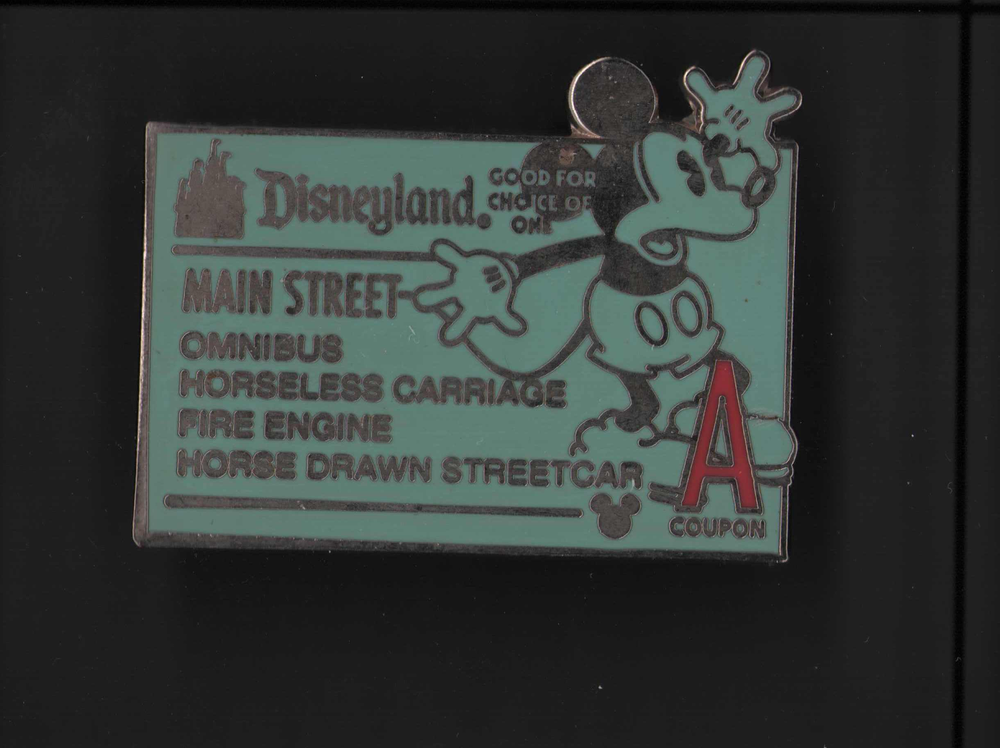 Disneyland®
GOOD FOR
CHOICE OF
ONE
MAIN STREET-
OMNIBUS
HORSELESS CARRIAGE
FIRE ENGINE
HORSE DRAWN STREETCAR
A
COUPON